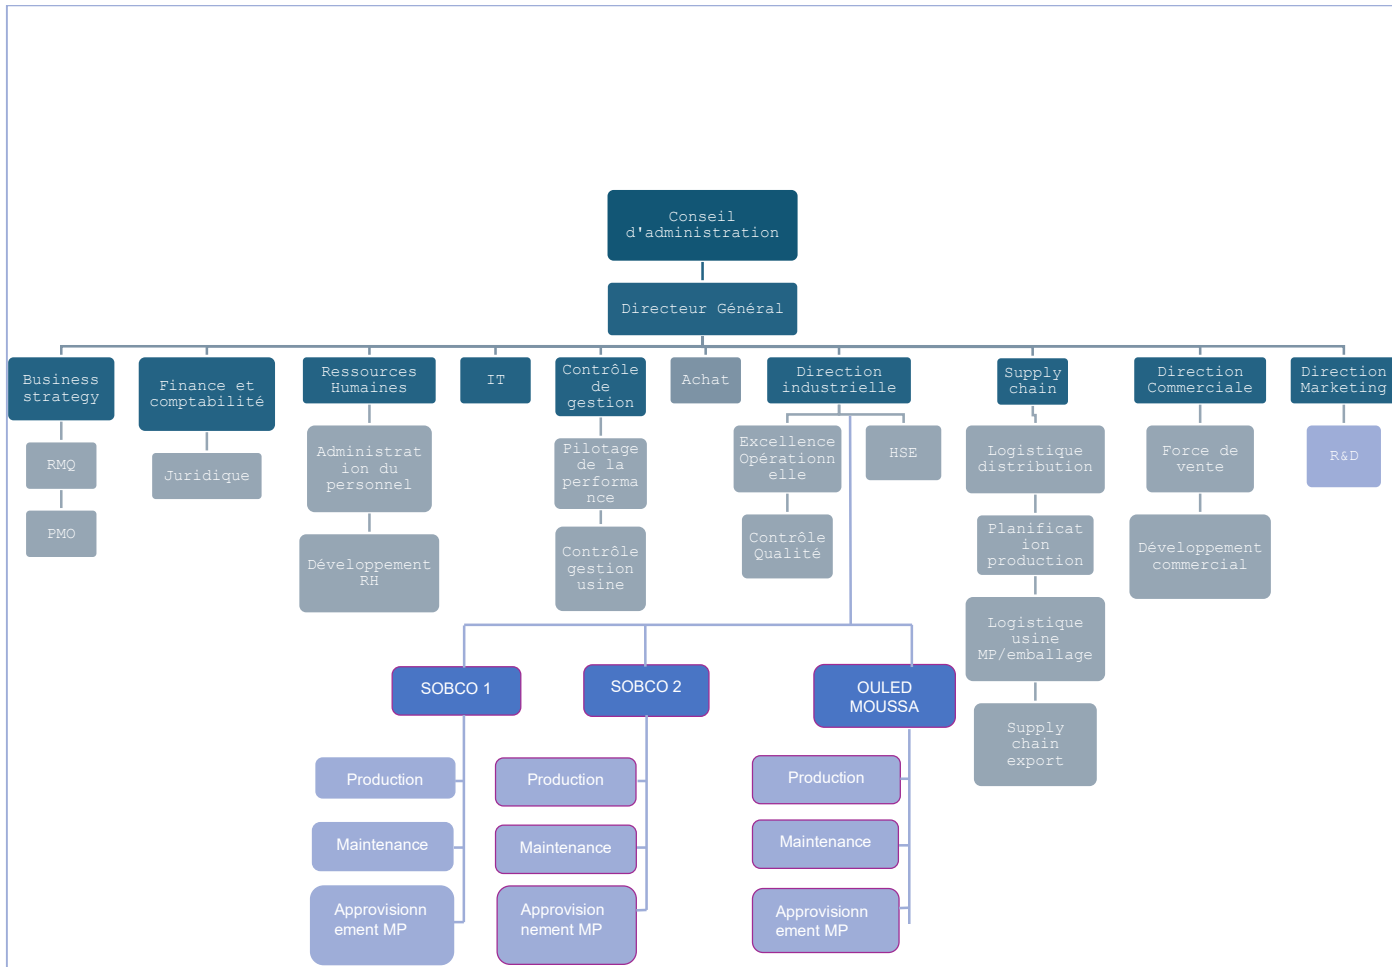 Conseil
d'administration
Directeur Général
Business
strategy
Finance et
comptabilité
Ressources
Humaines
IT
Contrôle
de
gestion
Achat
Direction
industrielle
Supply
chain
Direction
Commerciale
Direction
Marketing
RMQ
PMO
Juridique
Administrat
ion du
personnel
Développement
RH
Pilotage
de la
performa
nce
Contrôle
gestion
usine
Excellence
Opérationn
elle
Contrôle
Qualité
HSE
Logistique
distribution
Planificat
ion
production
Logistique
usine
MP/emballage
Supply
chain
export
Force de
vente
Développement
commercial
R&D
SOBCO 1
Production
Maintenance
Approvisionn
ement MP
SOBCO 2
Production
Maintenance
Approvision
nement MP
OULED
MOUSSA
Production
Maintenance
Approvisionn
ement MP